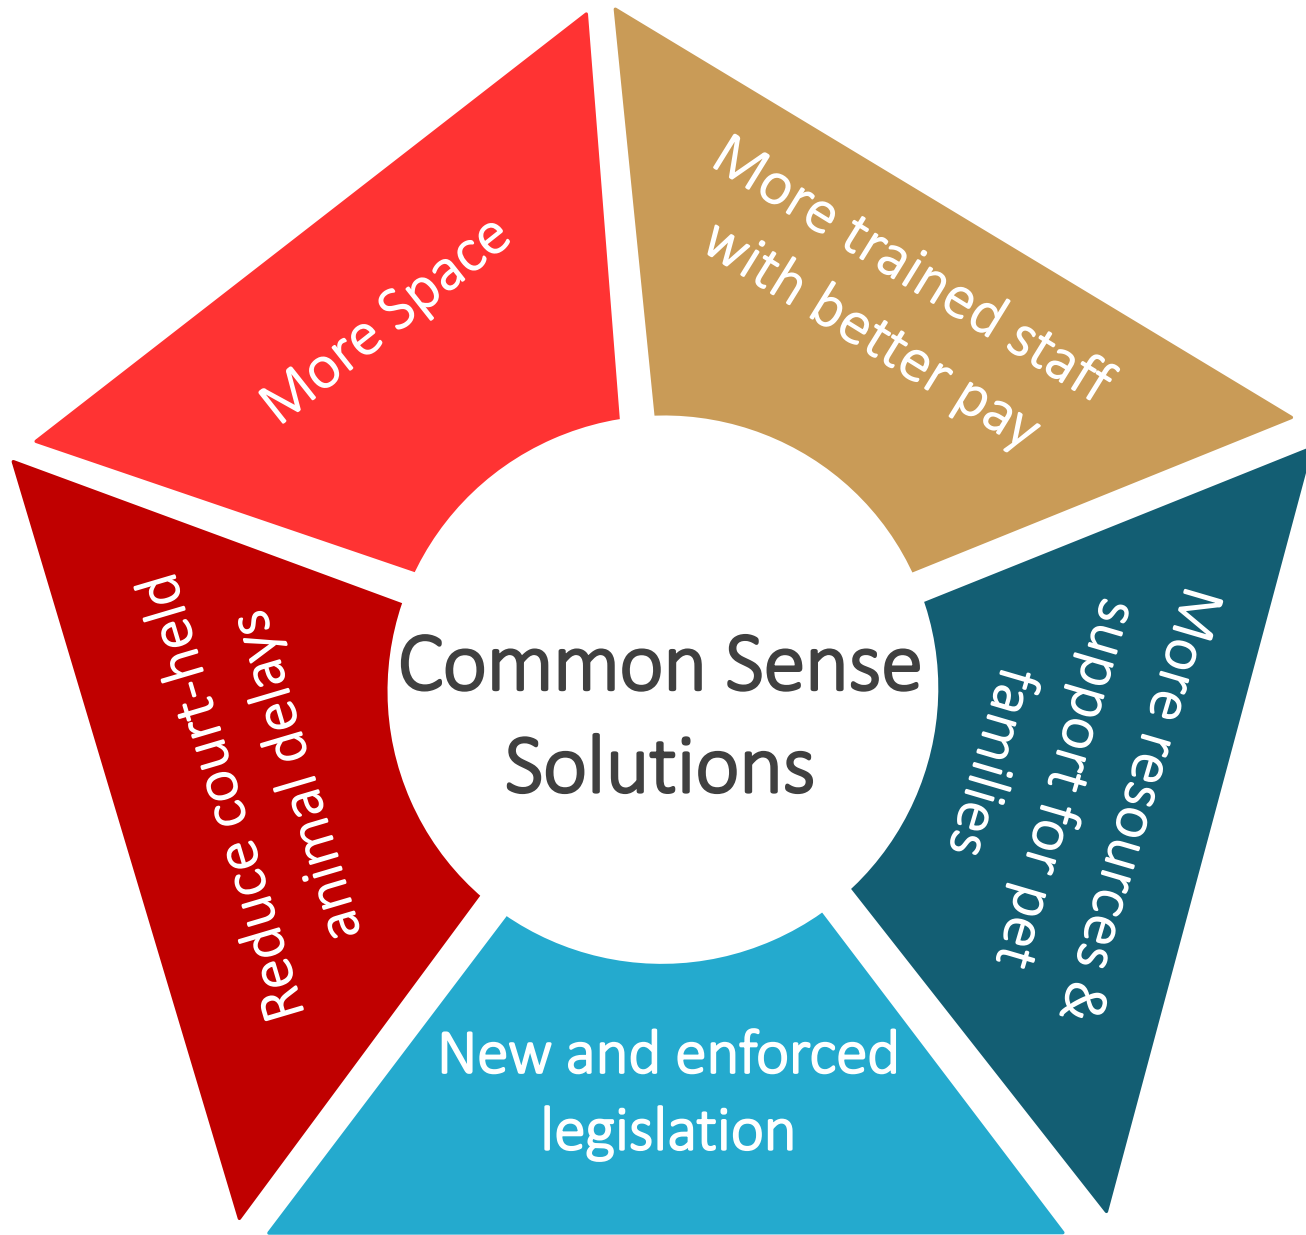 More Space
More trained staff
with better pay
More resources &
support for pet
families
New and enforced
legislation
Reduce court-held
animal delays
Common Sense
Solutions